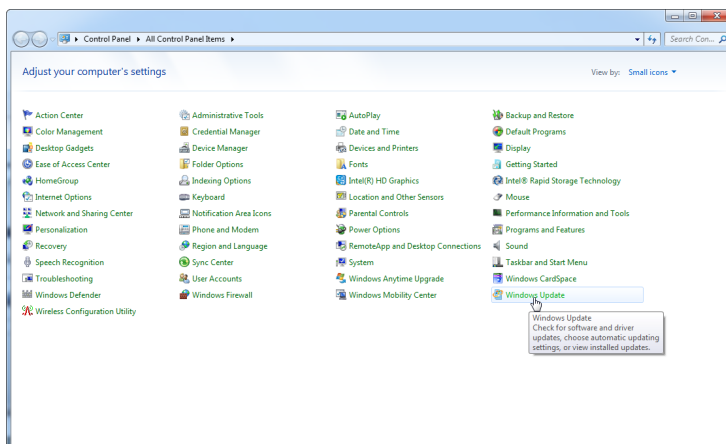 Control Panel ▸ All Control Panel Items ▸
Search Con...
Adjust your computer's settings
View by: Small icons
Action Center
Administrative Tools
AutoPlay
Backup and Restore
Color Management
Credential Manager
Date and Time
Default Programs
Desktop Gadgets
Device Manager
Devices and Printers
Display
Ease of Access Center
Folder Options
Fonts
Getting Started
HomeGroup
Indexing Options
Intel(R) HD Graphics
Intel® Rapid Storage Technology
Internet Options
Keyboard
Location and Other Sensors
Mouse
Network and Sharing Center
Notification Area Icons
Parental Controls
Performance Information and Tools
Personalization
Phone and Modem
Power Options
Programs and Features
Recovery
Region and Language
RemoteApp and Desktop Connections
Sound
Speech Recognition
Sync Center
System
Taskbar and Start Menu
Troubleshooting
User Accounts
Windows Anytime Upgrade
Windows CardSpace
Windows Defender
Windows Firewall
Windows Mobility Center
Windows Update
Wireless Configuration Utility
Windows Update
Check for software and driver
updates, choose automatic updating
settings, or view installed updates.